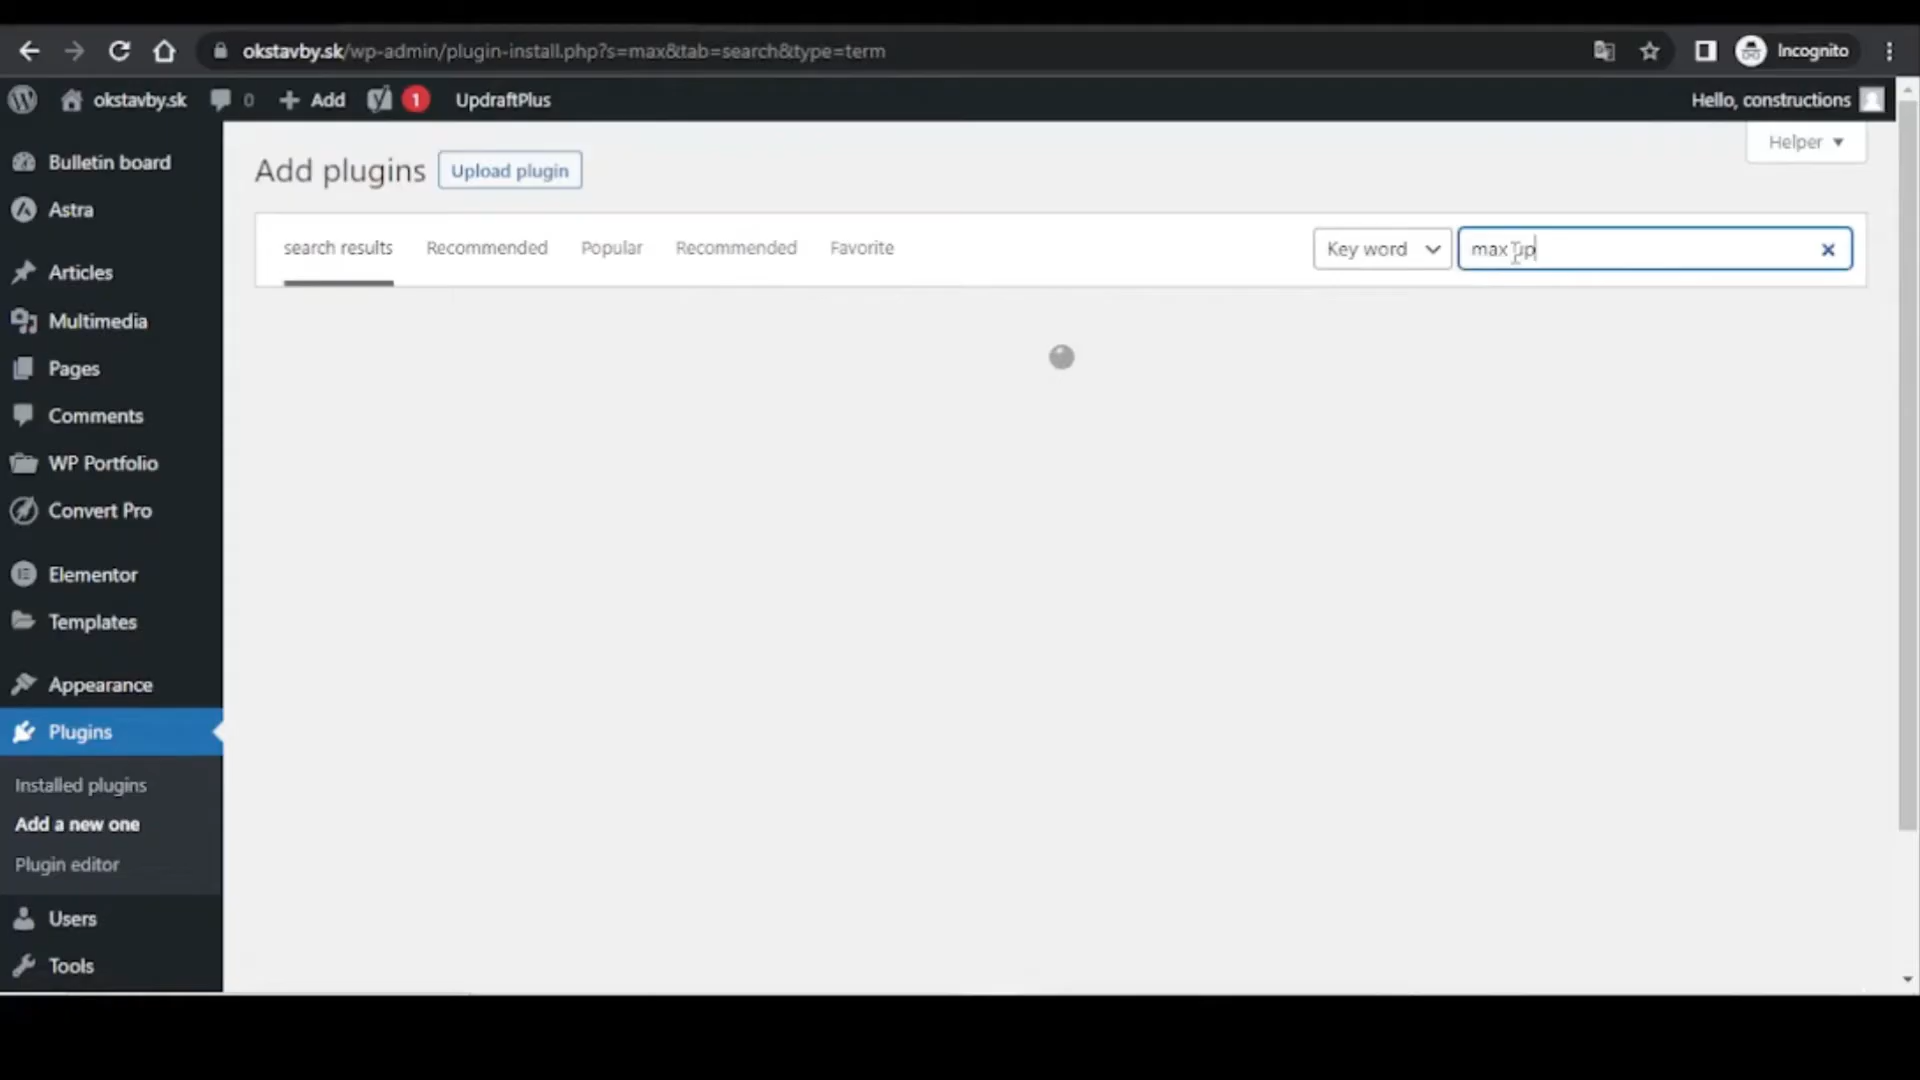 okstavby.sk/wp-admin/plugin-install.php?s=max&tab=search&type=term
Incognito
okstavby.sk
0
Add
1
UpdraftPlus
Hello, constructions
Helper
Bulletin board
Astra
Articles
Multimedia
Pages
Comments
WP Portfolio
Convert Pro
Elementor
Templates
Appearance
Plugins
Installed plugins
Add a new one
Plugin editor
Users
Tools
Add plugins
Upload plugin
search results
Recommended
Popular
Recommended
Favorite
Key word
max up